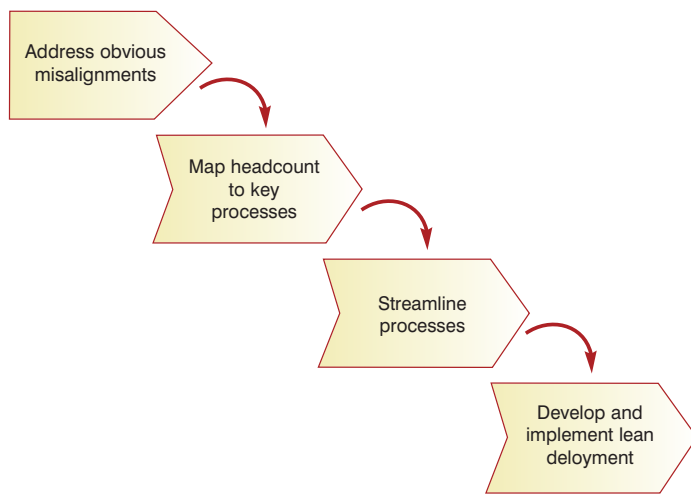 Address obvious
misalignments
Map headcount
to key
processes
Streamline
processes
Develop and
implement lean
deloyment